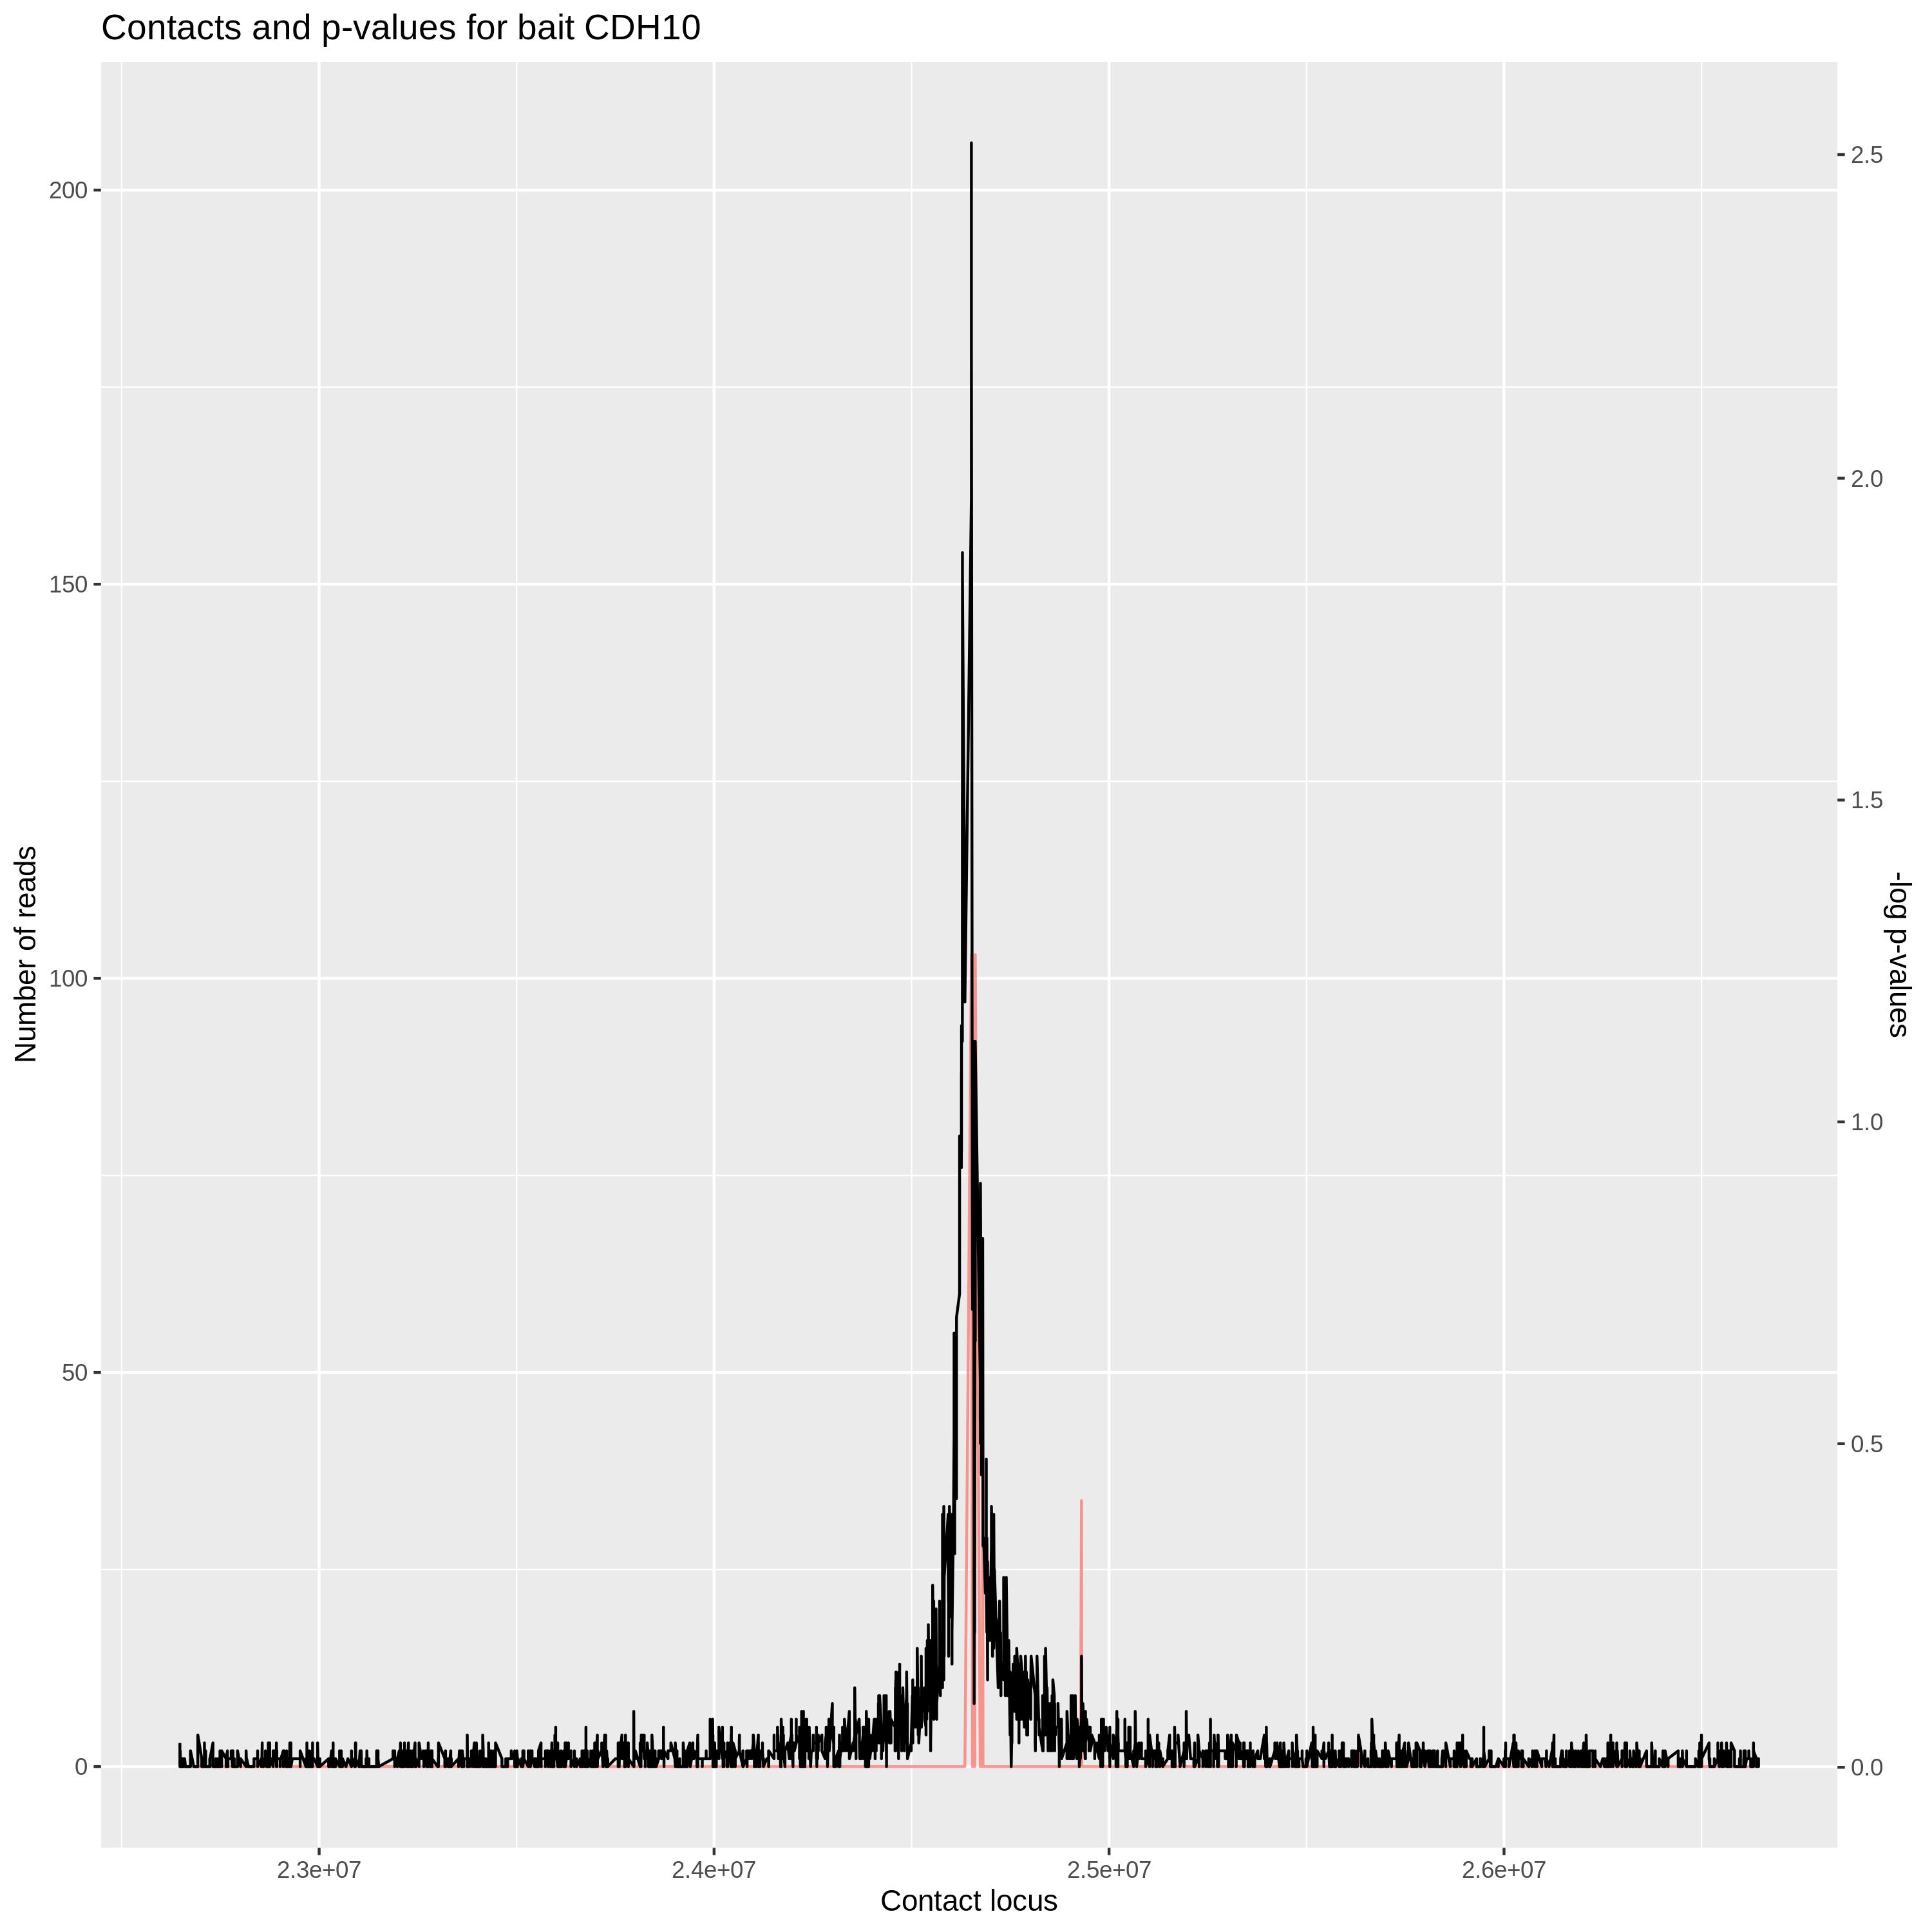 Contacts and p-values for bait CDH10
200
150
100
50
0
Number of reads
2.5
2.0
1.5
1.0
0.5
0.0
-log p-values
2.3e+07 2.4e+07 2.5e+07 2.6e+07
Contact locus